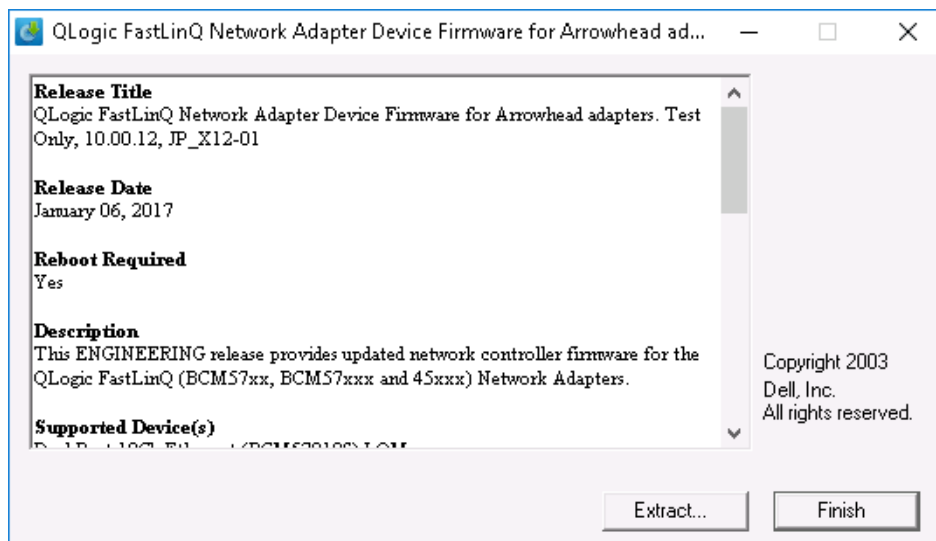 QLogic FastLinQ Network Adapter Device Firmware for Arrowhead ad...
Release Title
QLogic FastLinQ Network Adapter Device Firmware for Arrowhead adapters. Test
Only, 10.00.12, JP_X12-01
Release Date
January 06, 2017
Reboot Required
Yes
Description
This ENGINEERING release provides updated network controller firmware for the
QLogic FastLinQ (BCM57xx, BCM57xxx and 45xxx) Network Adapters.
Supported Device(s)
Copyright 2003
Dell, Inc.
All rights reserved.
Extract...
Finish